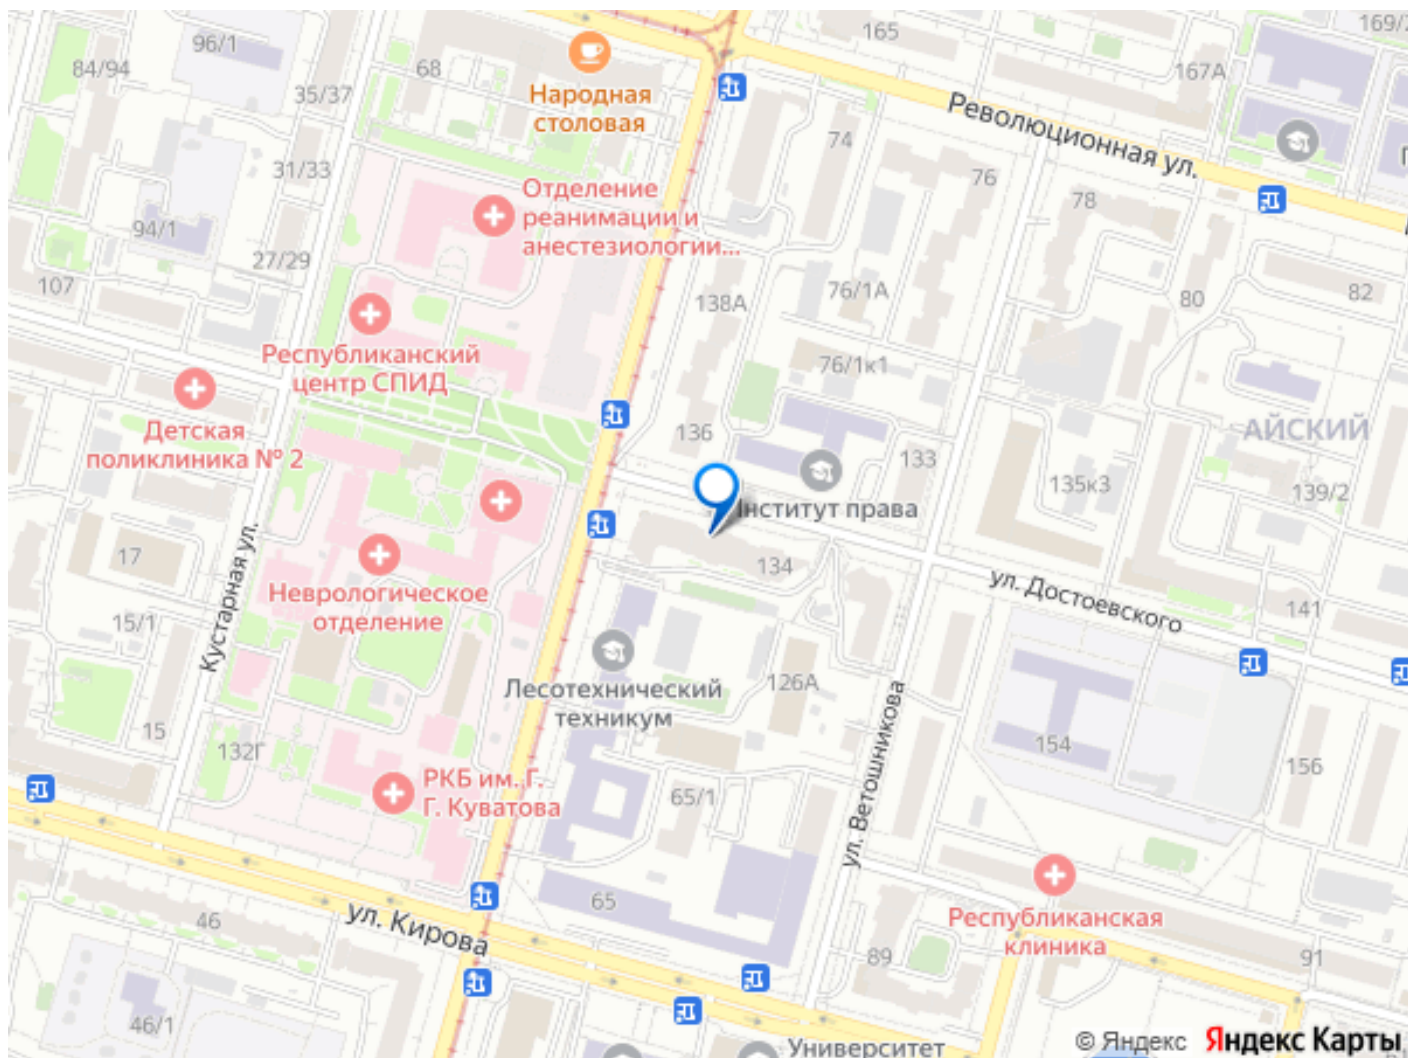 165
169/2
96/1
84/94
68
167А
35/37
Народная
столовая
Революционная ул.
74
31/33
76
Отделение
реанимации и
анестезиологии...
78
94/1
27/29
107
138А
76/1А
80
82
Республиканский
центр СПИД
76/1к1
Детская
поликлиника № 2
136
133
АЙСКИЙ
135к3
139/2
Институт права
17
134
Неврологическое
отделение
ул. Достоевского
141
15/1
Кустарная ул.
Лесотехнический
техникум
126А
15
132Г
154
156
РКБ им. Г.
Г. Куватова
65/1
ул. Ветошникова
65
46
ул. Кирова
Республиканская
клиника
89
91
46/1
Университет
© Яндекс Яндекс Карты